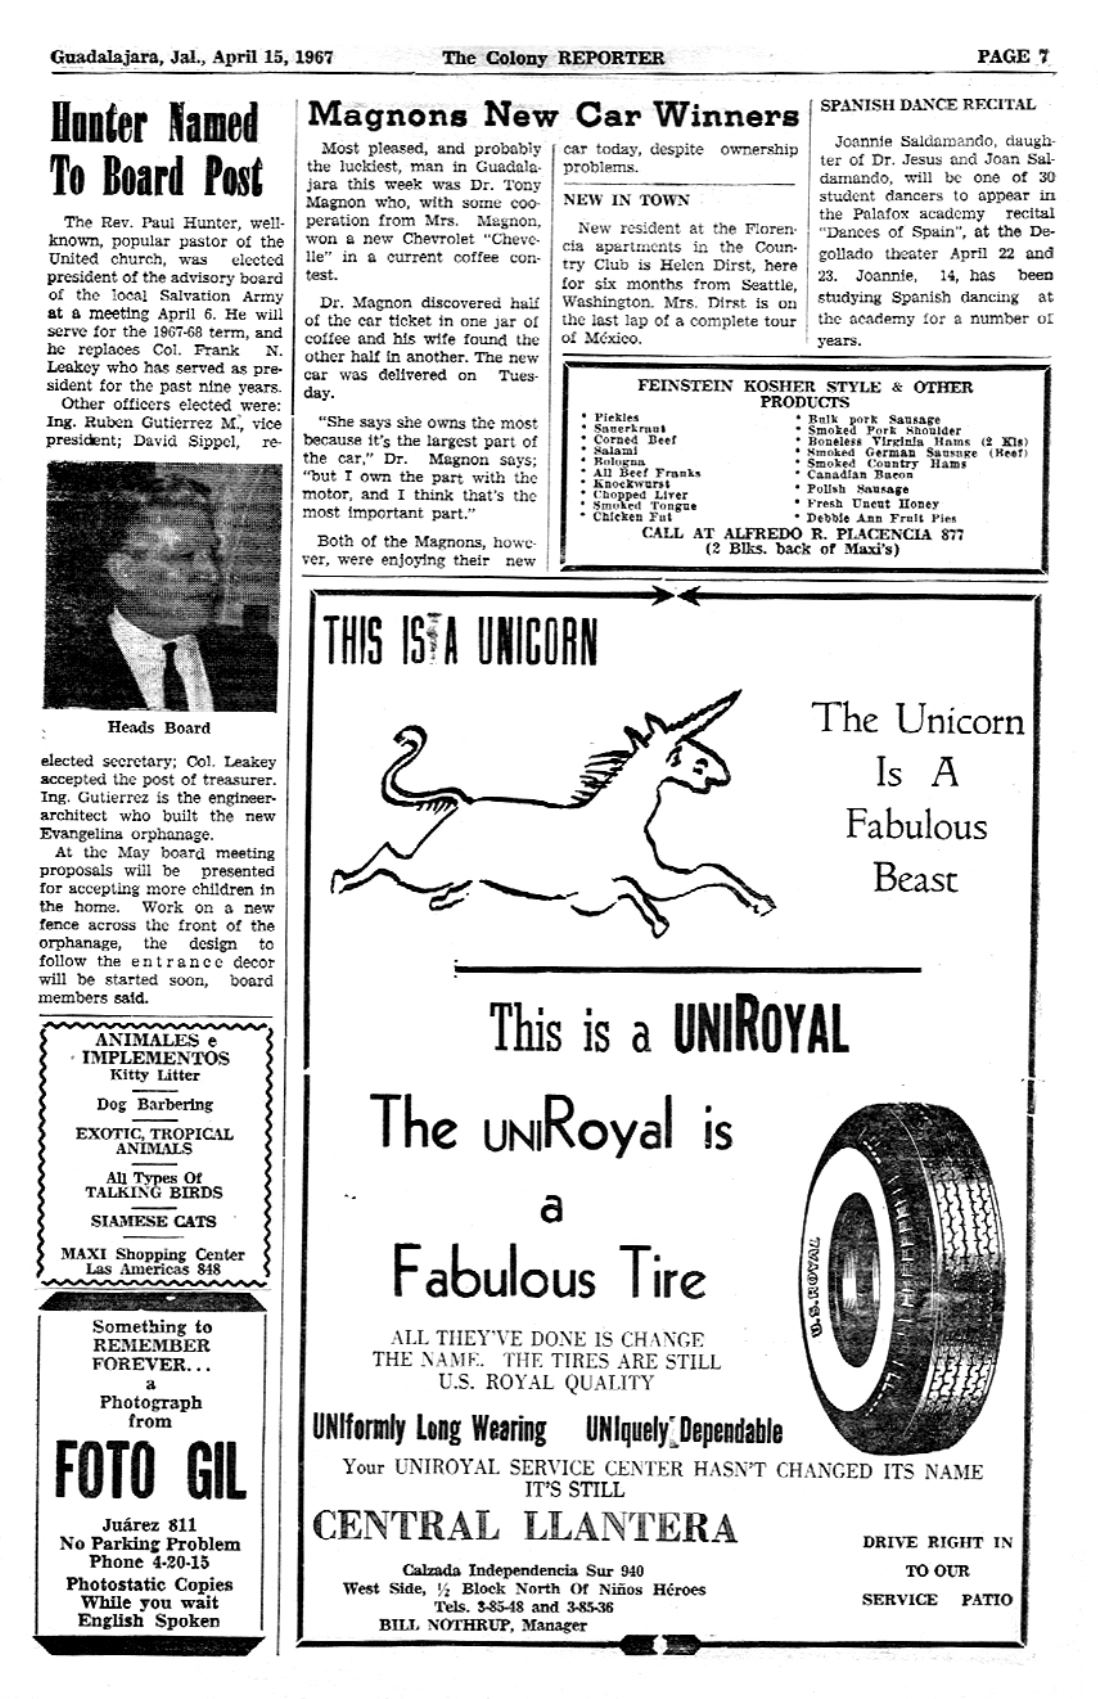 Guadalajara, Jal., April 15, 1967
The Colony REPORTER
PAGE 7
Hunter Named
To Board Post
The Rev. Paul Hunter, well-
known, popular pastor of the
United church, was elected
president of the advisory board
of the local Salvation Army
at a meeting April 6. He will
serve for the 1967-68 term, and
he replaces Col. Frank N.
Leakey who has served as pre-
sident for the past nine years.
Other officers elected were:
Ing. Ruben Gutierrez M., vice
president; David Sippel, re-
Heads Board
elected secretary; Col. Leakey
accepted the post of treasurer.
Ing. Gutierrez is the engineer-
architect who built the new
Evangelina orphanage.
At the May board meeting
proposals will be presented
for accepting more children in
the home. Work on a new
fence across the front of the
orphanage, the design to
follow the entrance decor
will be started soon, board
members said.
ANIMALES e
IMPLEMENTOS
Kitty Litter
Dog Barbering
EXOTIC, TROPICAL
ANIMALS
All Types Of
TALKING BIRDS
SIAMESE CATS
MAXI Shopping Center
Las Americas 848
Something to
REMEMBER
FOREVER...
a
Photograph
from
FOTO GIL
Juárez 811
No Parking Problem
Phone 4-20-15
Photostatic Copies
While you wait
English Spoken
Magnons New Car Winners
Most pleased, and probably
the luckiest, man in Guadala-
jara this week was Dr. Tony
Magnon who, with some coo-
peration from Mrs. Magnon,
won a new Chevrolet "Cheve-
lle" in a current coffee con-
test.
Dr. Magnon discovered half
of the car ticket in one jar of
coffee and his wife found the
other half in another. The new
car was delivered on Tues-
day.
"She says she owns the most
because it's the largest part of
the car," Dr. Magnon says;
"but I own the part with the
motor, and I think that's the
most important part."
Both of the Magnons, howe-
ver, were enjoying their new
car today, despite ownership
problems.
NEW IN TOWN
New resident at the Floren-
cia apartments in the Coun-
try Club is Helen Dirst, here
for six months from Seattle,
Washington. Mrs. Dirst is on
the last lap of a complete tour
of México.
SPANISH DANCE RECITAL
Joannie Saldamando, daugh-
ter of Dr. Jesus and Joan Sal-
damando, will be one of 30
student dancers to appear in
the Palafox academy recital
"Dances of Spain", at the De-
gollado theater April 22 and
23. Joannie, 14, has been
studying Spanish dancing at
the academy for a number of
years.
FEINSTEIN KOSHER STYLE & OTHER
PRODUCTS
* Pickles
* Sauerkraut
* Corned Beef
* Salami
* Bologna
* All Beef Franks
* Knockwurst
* Chopped Liver
* Smoked Tongue
* Chicken Fat
* Bulk pork Sausage
* Smoked Pork Shoulder
* Boneless Virginia Hams (2 Kls)
* Smoked German Sausage (Beef)
* Smoked Country Hams
* Canadian Bacon
* Polish Sausage
* Fresh Uncut Honey
* Debbie Ann Fruit Pies
CALL AT ALFREDO R. PLACENCIA 877
(2 Blks. back of Maxi's)
THIS IS A UNICORN
The Unicorn
Is A
Fabulous
Beast
This is a UNIROYAL
The UNIRoyal is
a
Fabulous Tire
U.S. ROYAL
ALL THEY'VE DONE IS CHANGE
THE NAME. THE TIRES ARE STILL
U.S. ROYAL QUALITY
UNIformly Long Wearing UNIquely Dependable
Your UNIROYAL SERVICE CENTER HASN'T CHANGED ITS NAME
IT'S STILL
CENTRAL LLANTERA
Calzada Independencia Sur 940
West Side, ½ Block North Of Niños Héroes
Tels. 3-85-48 and 3-85-36
BILL NOTHRUP, Manager
DRIVE RIGHT IN
TO OUR
SERVICE PATIO